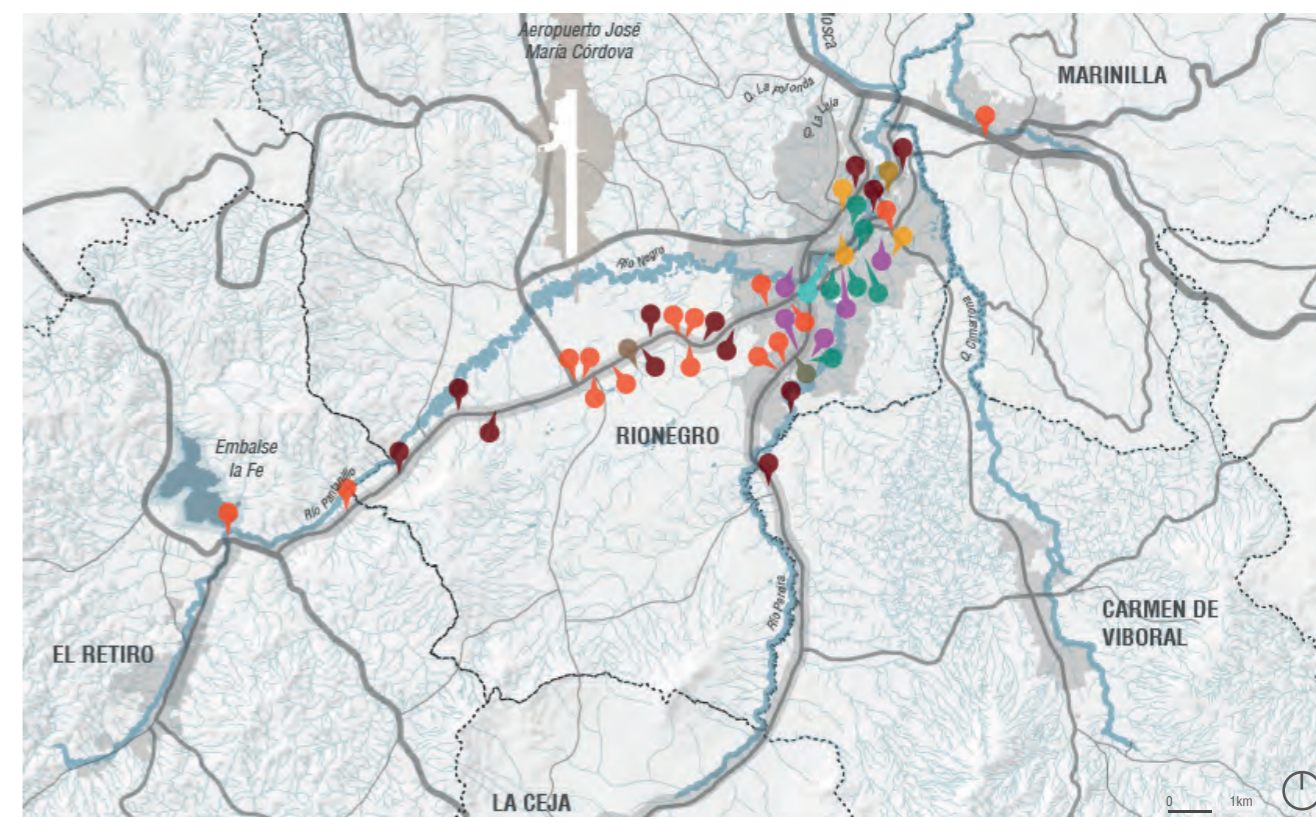 Aeropuerto José
María Córdova
Mosca
MARINILLA
Q. La Laja
Río Negro
Q. Cimarrona
RIONEGRO
Embalse
la Fe
Río Pantanillo
Río Pereira
CARMEN DE
VIBORAL
EL RETIRO
LA CEJA
0 1km